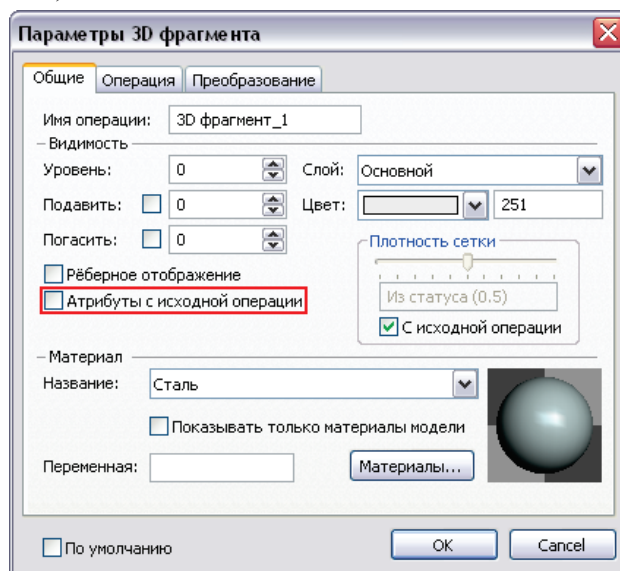 Параметры 3D фрагмента
Общие Операция Преобразование
Имя операции: 3D фрагмент_1
Видимость
Уровень: 0 Слой: Основной
Подавить: 0 Цвет: 251
Погасить: 0 Плотность сетки
Рёберное отображение
Атрибуты с исходной операции Из статуса (0.5)
С исходной операции
Материал
Название: Сталь
Показывать только материалы модели
Переменная: Материалы...
По умолчанию OK Cancel